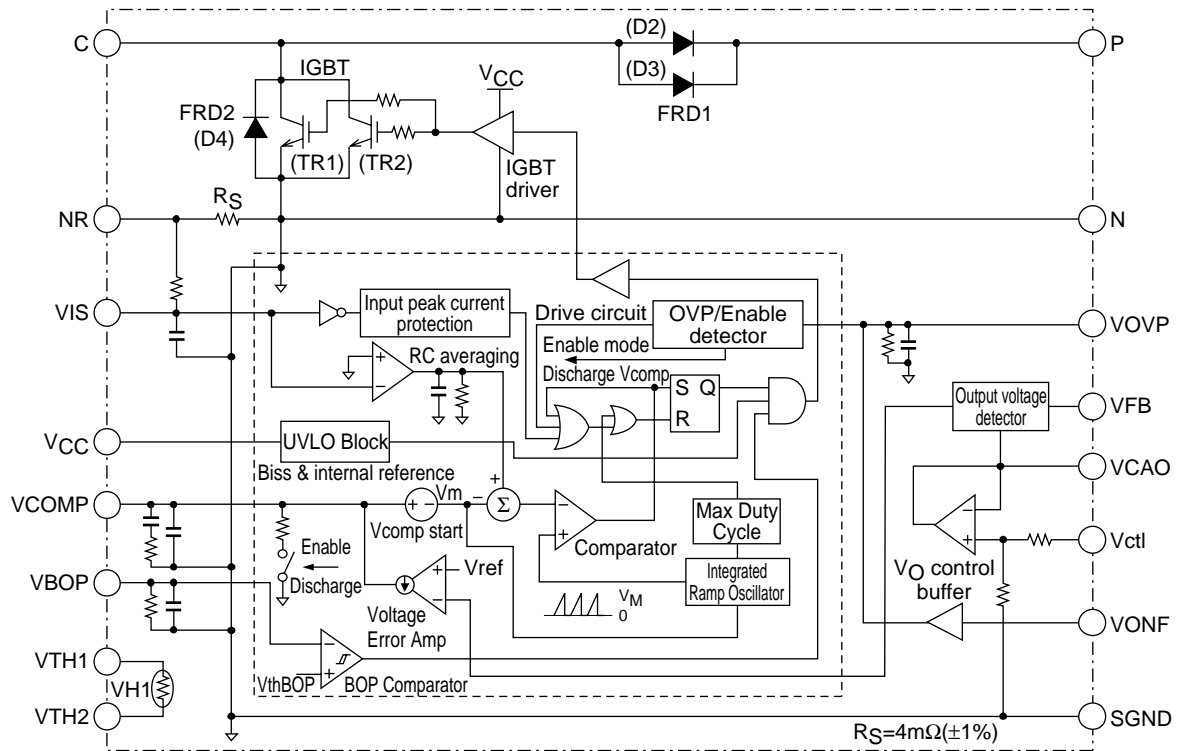 C
(D2)
(D3)
FRD1
P
IGBT
VCC
FRD2
(D4)
(TR1)
(TR2)
IGBT
driver
NR
RS
N
VIS
Input peak current
protection
Drive circuit
OVP/Enable
detector
VOVP
RC averaging
Enable mode
Discharge Vcomp
S
Q
R
Output voltage
detector
VFB
VCC
UVLO Block
Biss & internal reference
VCAO
VCOMP
+
−
Vm
Vcomp start
−
+
Σ
−
+
Comparator
Max Duty
Cycle
−
+
Vctl
Enable
Discharge
Vref
+
−
Voltage
Error Amp
Integrated
Ramp Oscillator
VM
0
VO control
buffer
VBOP
VONF
VTH1
VH1
VTH2
−
+
VthBOP
BOP Comparator
SGND
RS=4mΩ(±1%)
+
−